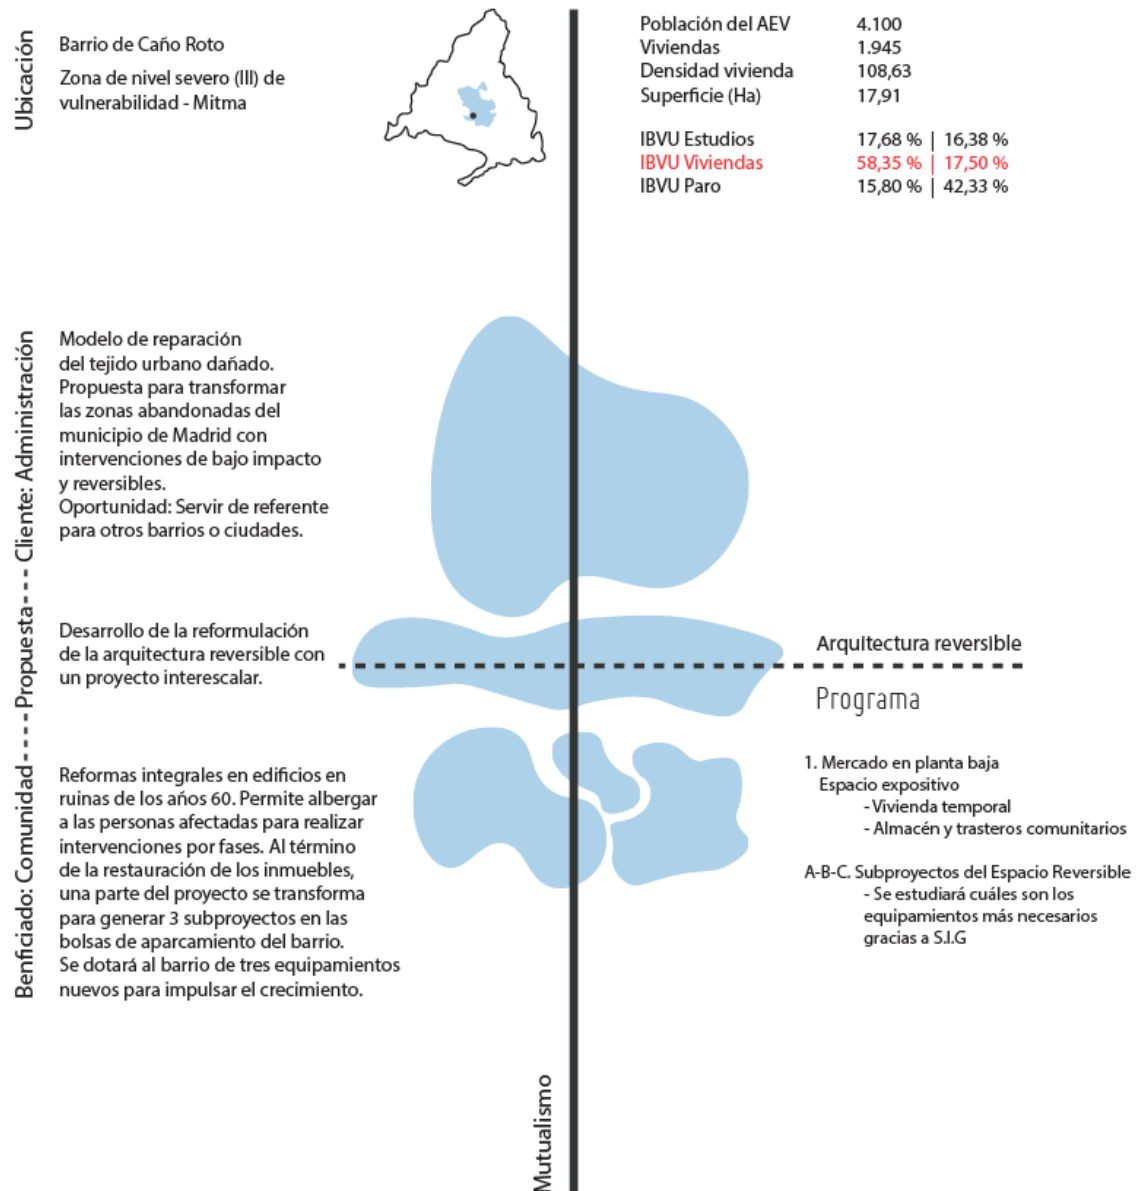 Ubicación
Barrio de Caño Roto
Zona de nivel severo (III) de
vulnerabilidad - Mitma
Población del AEV 4.100
Viviendas 1.945
Densidad vivienda 108,63
Superficie (Ha) 17,91
IBVU Estudios 17,68 % | 16,38 %
IBVU Viviendas 58,35 % | 17,50 %
IBVU Paro 15,80 % | 42,33 %
Benficiado: Comunidad ---- Propuesta --- Cliente: Administración
Modelo de reparación
del tejido urbano dañado.
Propuesta para transformar
las zonas abandonadas del
municipio de Madrid con
intervenciones de bajo impacto
y reversibles.
Oportunidad: Servir de referente
para otros barrios o ciudades.
Desarrollo de la reformulación
de la arquitectura reversible con
un proyecto interescalar.
Arquitectura reversible
Programa
Reformas integrales en edificios en
ruinas de los años 60. Permite albergar
a las personas afectadas para realizar
intervenciones por fases. Al término
de la restauración de los inmuebles,
una parte del proyecto se transforma
para generar 3 subproyectos en las
bolsas de aparcamiento del barrio.
Se dotará al barrio de tres equipamientos
nuevos para impulsar el crecimiento.
1. Mercado en planta baja
Espacio expositivo
- Vivienda temporal
- Almacén y trasteros comunitarios
A-B-C. Subproyectos del Espacio Reversible
- Se estudiará cuáles son los
equipamientos más necesarios
gracias a S.I.G
Mutualismo